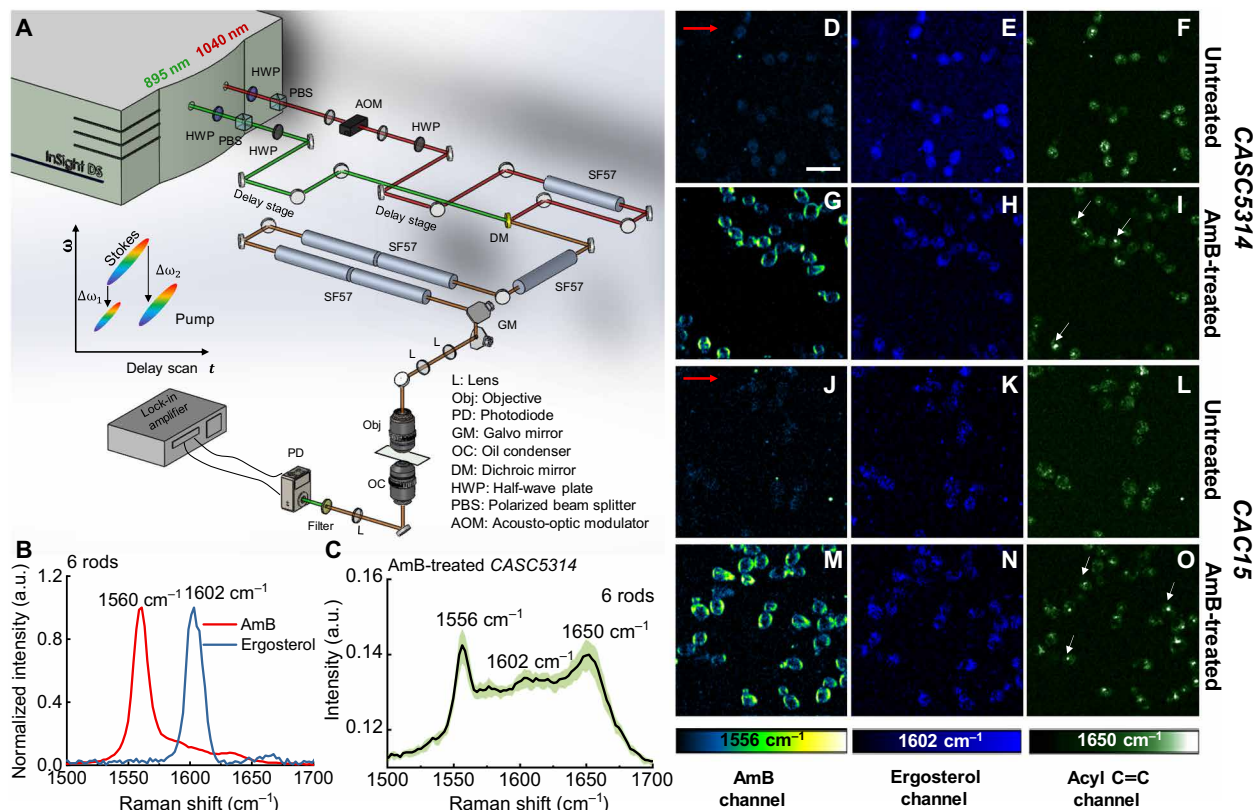 A
895 nm
1040 nm
HWP
PBS
AOM
HWP
HWP
PBS
HWP
InSight DS
SF57
Delay stage
Delay stage
DM
SF57
SF57
SF57
GM
ω
Stokes
Δω₁
Δω₂
Pump
Delay scan t
L
L
L: Lens
Obj: Objective
PD: Photodiode
GM: Galvo mirror
OC: Oil condenser
DM: Dichroic mirror
HWP: Half-wave plate
PBS: Polarized beam splitter
AOM: Acousto-optic modulator
Lock-in
amplifier
Obj
PD
OC
Filter
L
B
6 rods
Normalized intensity (a.u.)
1.2
0.8
0.4
0.0
1560 cm⁻¹
1602 cm⁻¹
AmB
Ergosterol
1500
1550
1600
1650
1700
Raman shift (cm⁻¹)
C
AmB-treated CASC5314
6 rods
Intensity (a.u.)
0.16
0.14
0.12
1556 cm⁻¹
1602 cm⁻¹
1650 cm⁻¹
1500
1550
1600
1650
1700
Raman shift (cm⁻¹)
D
E
F
Untreated
G
H
I
AmB-treated
CASC5314
J
K
L
Untreated
M
N
O
AmB-treated
CAC15
1556 cm⁻¹
1602 cm⁻¹
1650 cm⁻¹
AmB
channel
Ergosterol
channel
Acyl C=C
channel